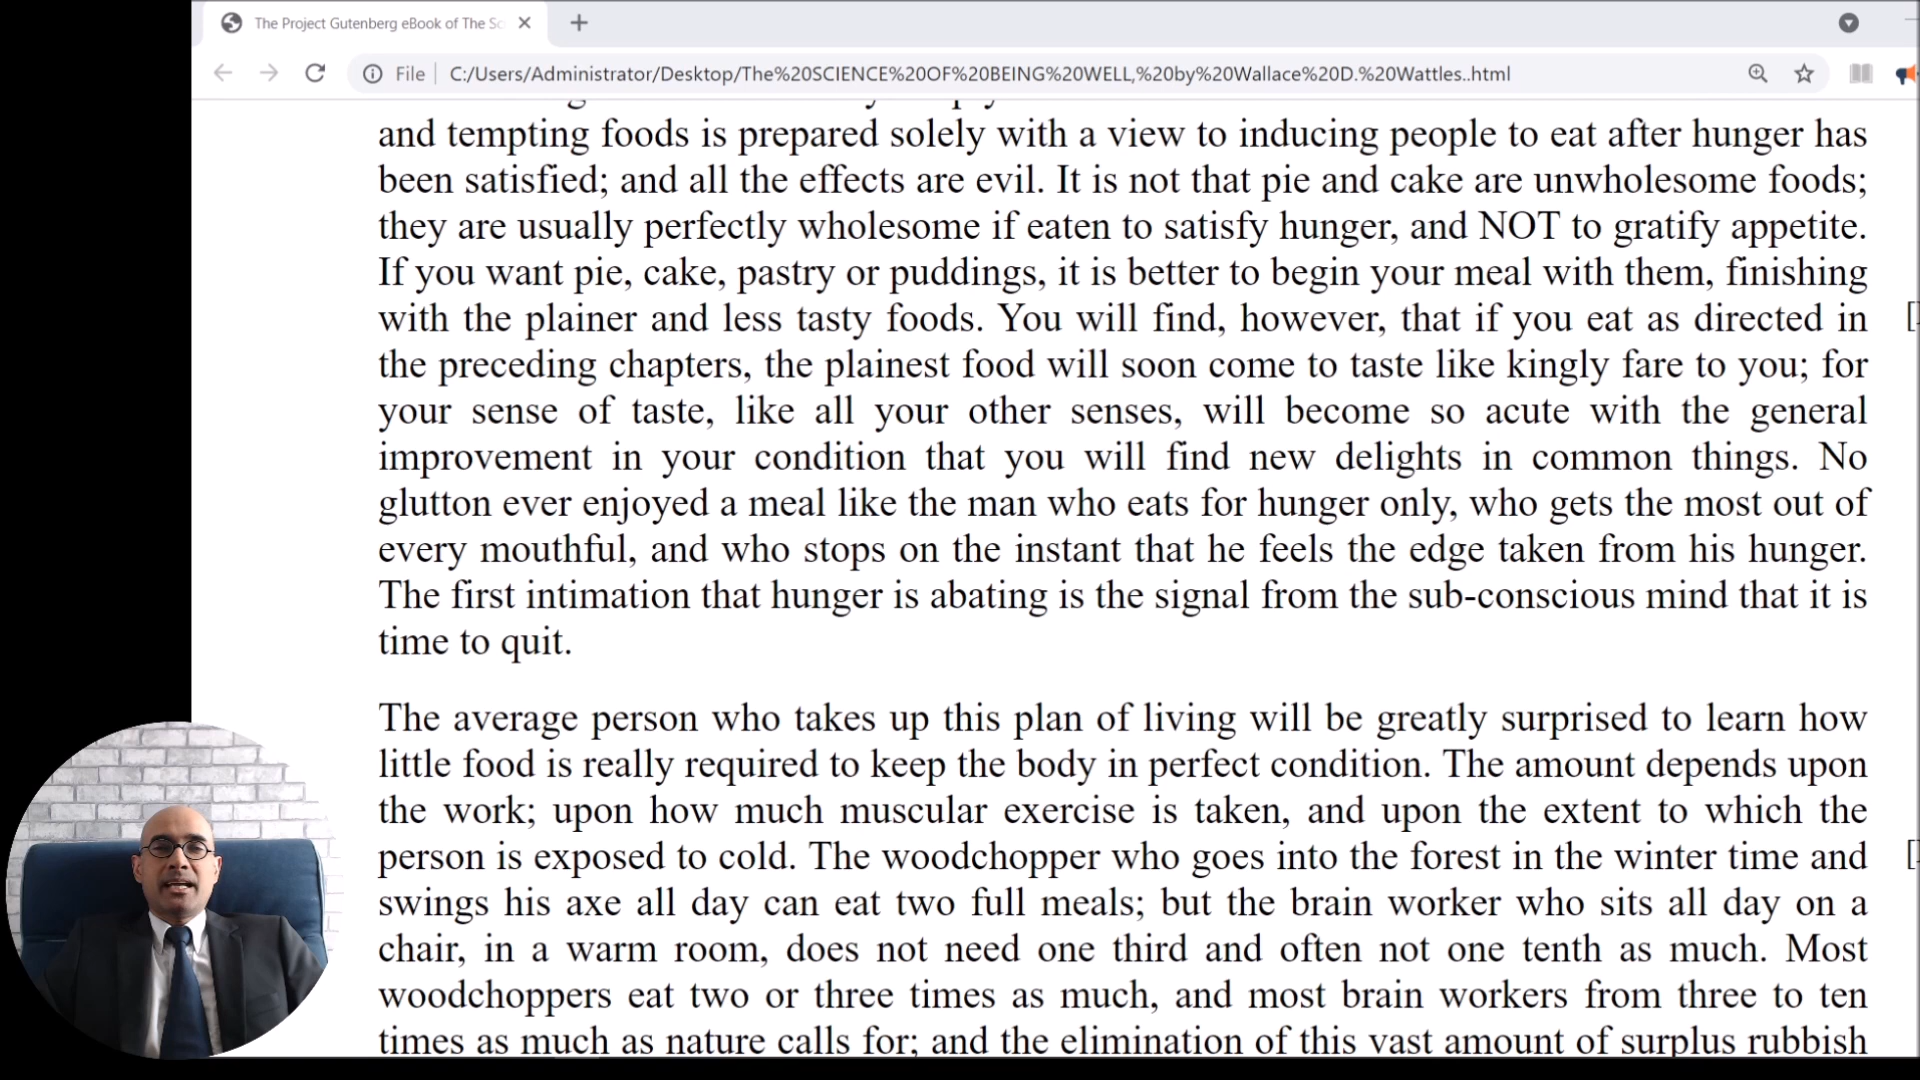 The Project Gutenberg eBook of The Sc
File
C:/Users/Administrator/Desktop/The%20SCIENCE%20OF%20BEING%20WELL,%20by%20Wallace%20D.%20Wattles..html
and tempting foods is prepared solely with a view to inducing people to eat after hunger has
been satisfied; and all the effects are evil. It is not that pie and cake are unwholesome foods;
they are usually perfectly wholesome if eaten to satisfy hunger, and NOT to gratify appetite.
If you want pie, cake, pastry or puddings, it is better to begin your meal with them, finishing
with the plainer and less tasty foods. You will find, however, that if you eat as directed in
the preceding chapters, the plainest food will soon come to taste like kingly fare to you; for
your sense of taste, like all your other senses, will become so acute with the general
improvement in your condition that you will find new delights in common things. No
glutton ever enjoyed a meal like the man who eats for hunger only, who gets the most out of
every mouthful, and who stops on the instant that he feels the edge taken from his hunger.
The first intimation that hunger is abating is the signal from the sub-conscious mind that it is
time to quit.
The average person who takes up this plan of living will be greatly surprised to learn how
little food is really required to keep the body in perfect condition. The amount depends upon
the work; upon how much muscular exercise is taken, and upon the extent to which the
person is exposed to cold. The woodchopper who goes into the forest in the winter time and
swings his axe all day can eat two full meals; but the brain worker who sits all day on a
chair, in a warm room, does not need one third and often not one tenth as much. Most
woodchoppers eat two or three times as much, and most brain workers from three to ten
times as much as nature calls for; and the elimination of this vast amount of surplus rubbish